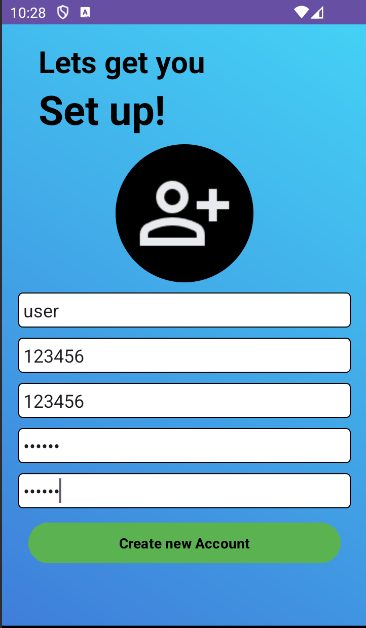 10:28
A
Lets get you
Set up!
user
123456
123456
••••••
••••••
Create new Account